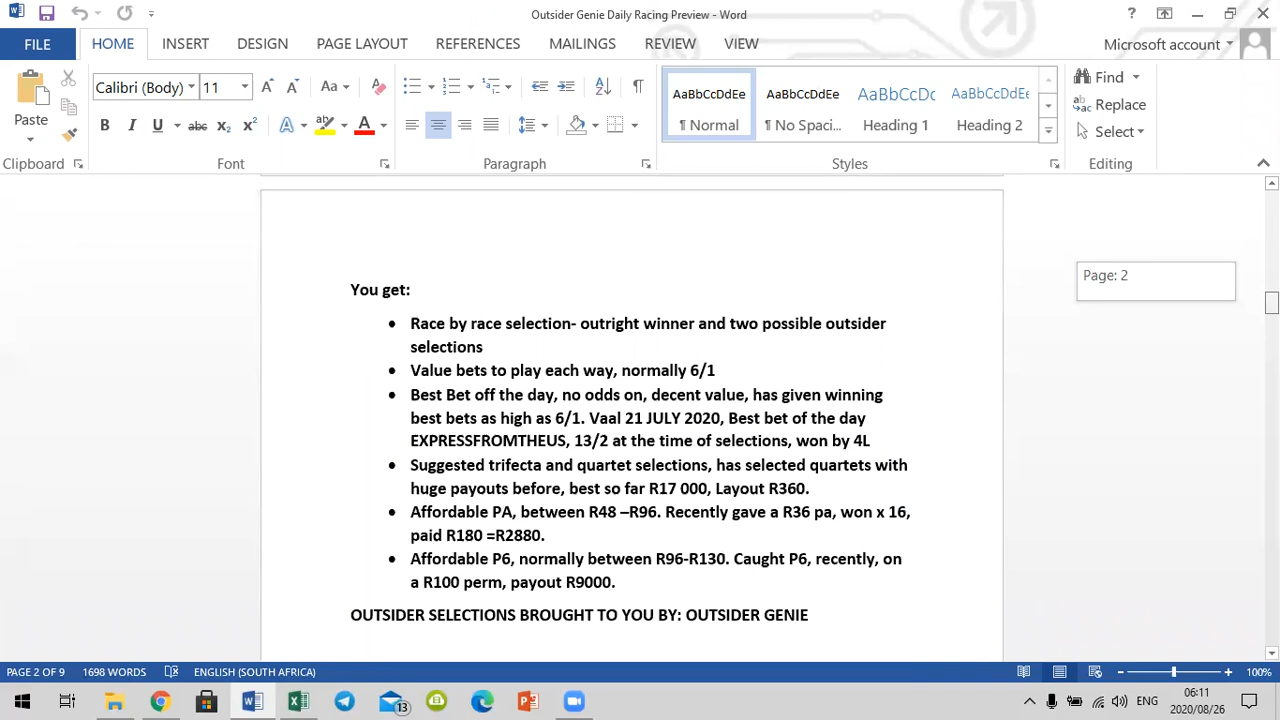 Outsider Genie Daily Racing Preview - Word
?
FILE HOME INSERT DESIGN PAGE LAYOUT REFERENCES MAILINGS REVIEW VIEW Microsoft account
Paste
Calibri (Body) 11 A A Aa
B I U abc x₂ x² A A
AaBbCcDdEe AaBbCcDdEe AaBbCcDc AaBbCcDdEe
¶ Normal ¶ No Spaci... Heading 1 Heading 2
Find
Replace
Select
Clipboard Font Paragraph Styles Editing
Page: 2
You get:
• Race by race selection- outright winner and two possible outsider
selections
• Value bets to play each way, normally 6/1
• Best Bet off the day, no odds on, decent value, has given winning
best bets as high as 6/1. Vaal 21 JULY 2020, Best bet of the day
EXPRESSFROMTHEUS, 13/2 at the time of selections, won by 4L
• Suggested trifecta and quartet selections, has selected quartets with
huge payouts before, best so far R17 000, Layout R360.
• Affordable PA, between R48 –R96. Recently gave a R36 pa, won x 16,
paid R180 =R2880.
• Affordable P6, normally between R96-R130. Caught P6, recently, on
a R100 perm, payout R9000.
OUTSIDER SELECTIONS BROUGHT TO YOU BY: OUTSIDER GENIE
PAGE 2 OF 9 1698 WORDS ENGLISH (SOUTH AFRICA) 100%
13 ENG 06:11
2020/08/26